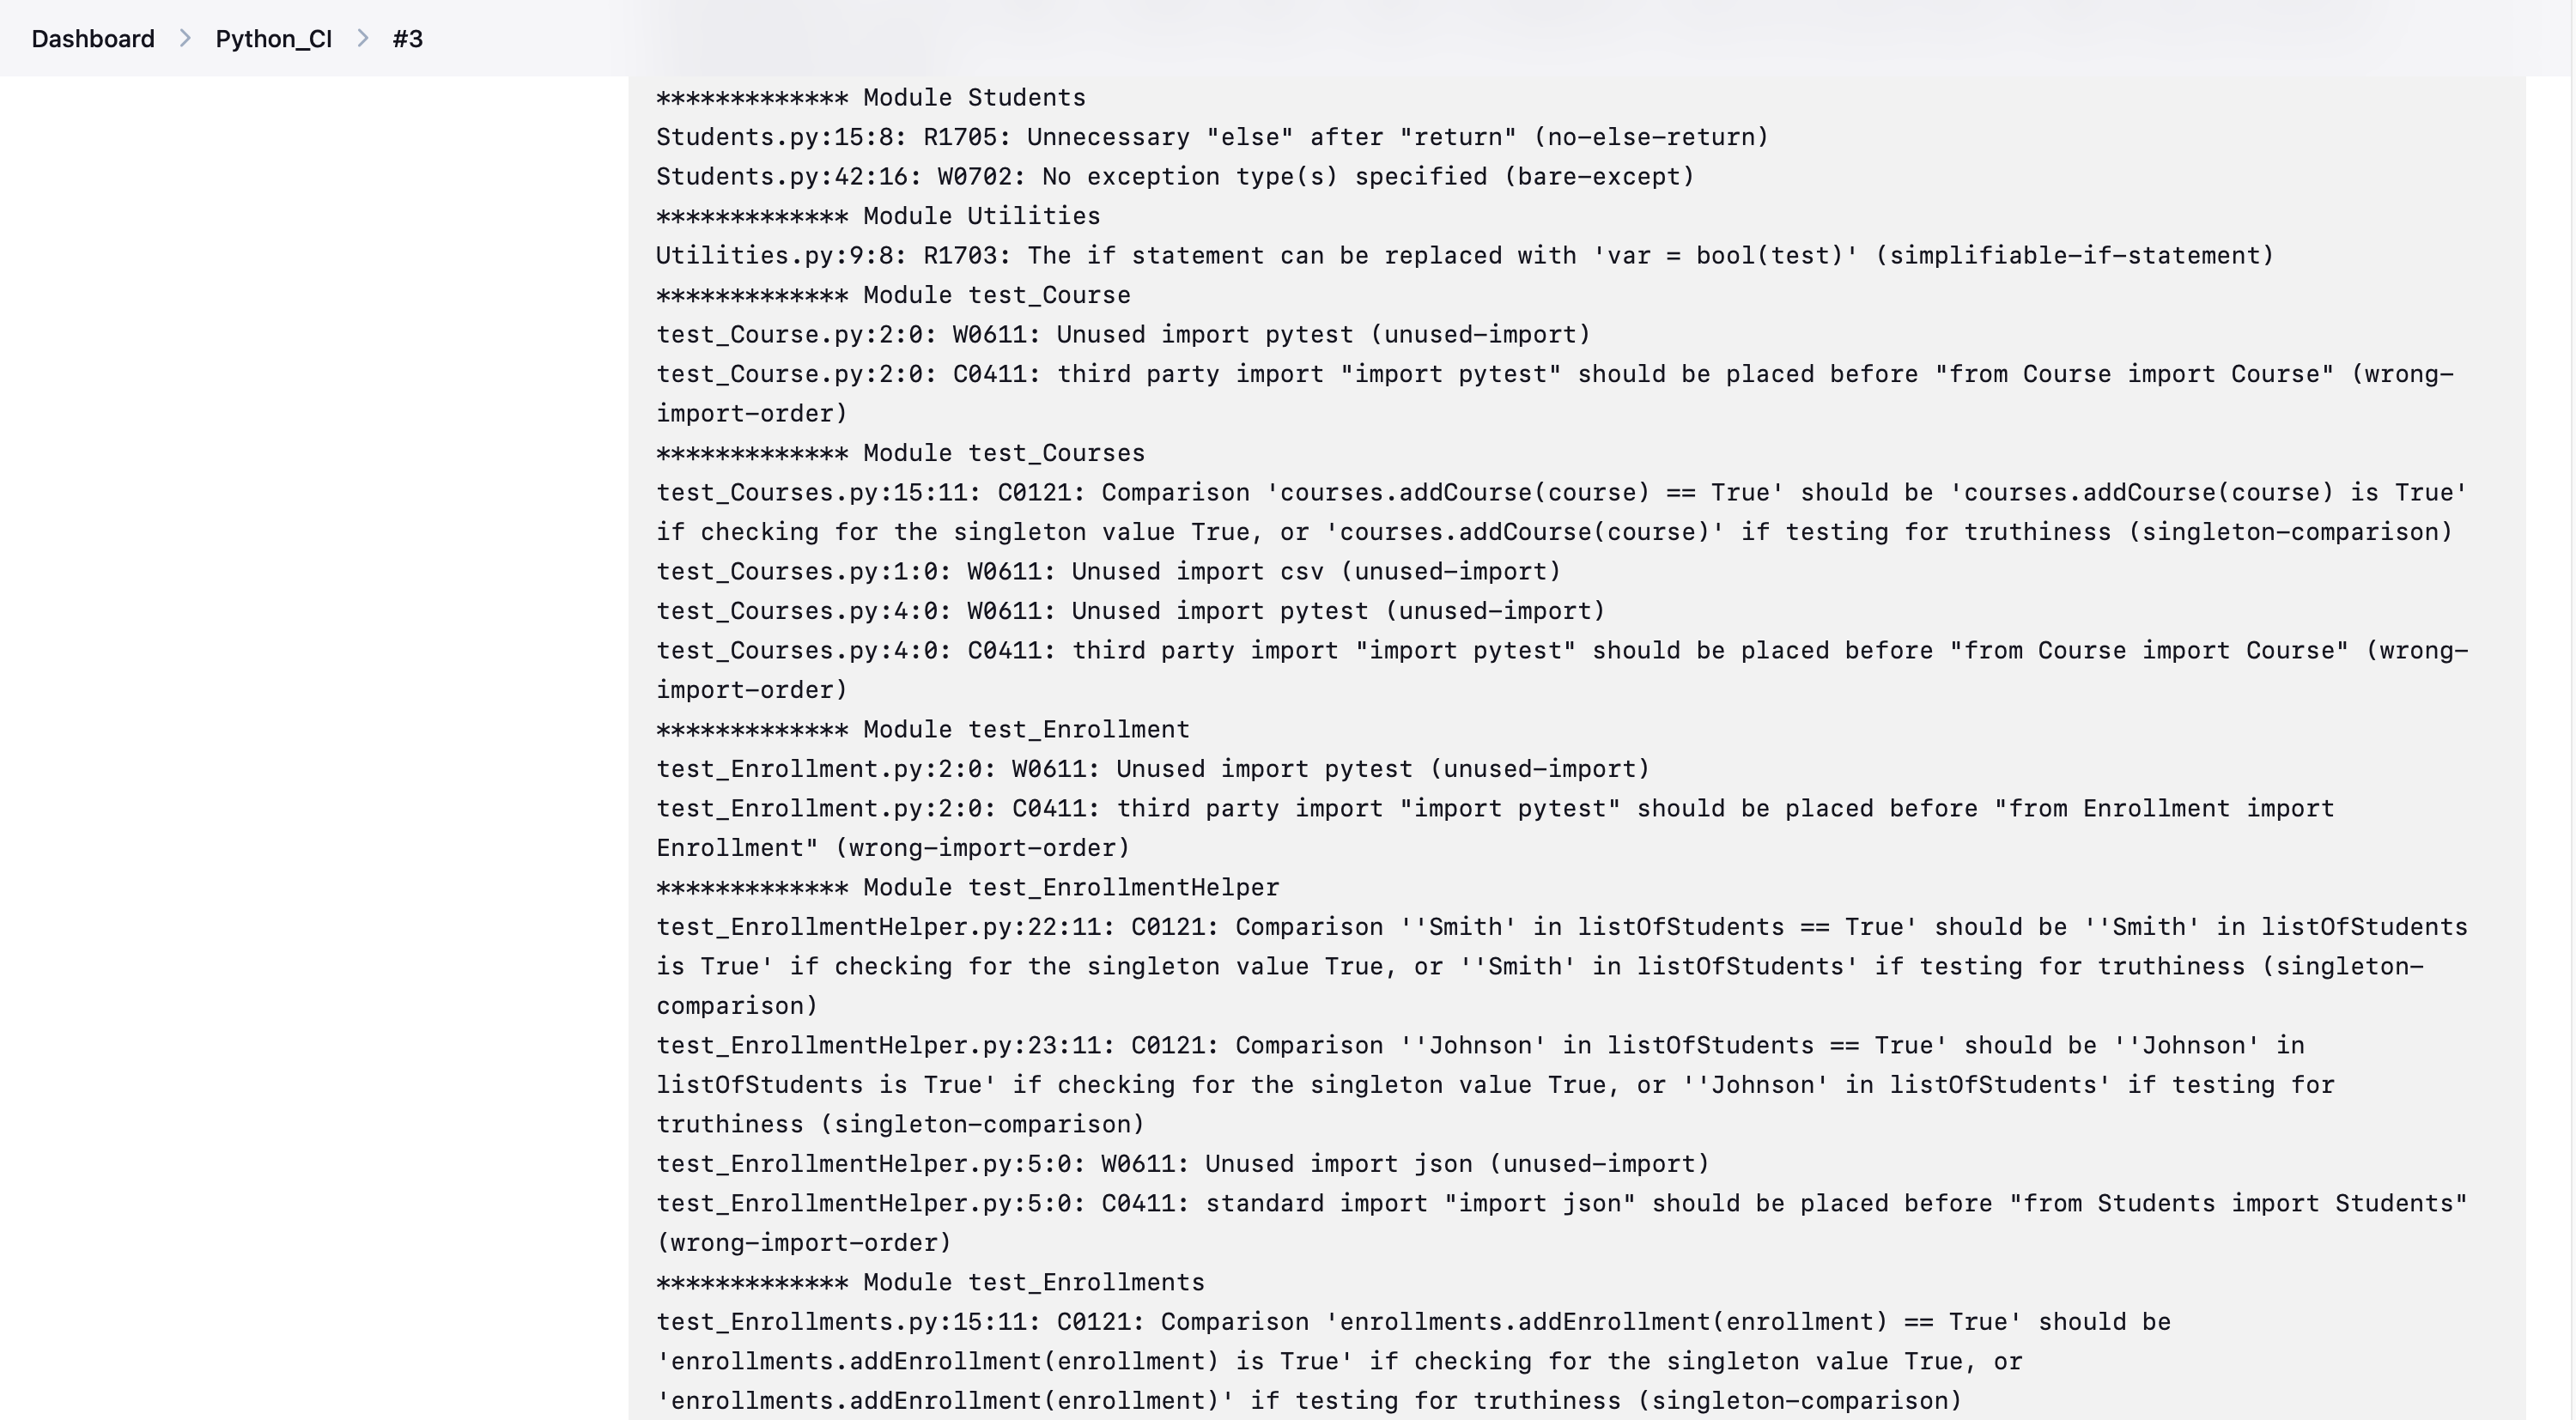 Dashboard > Python_CI > #3
************* Module Students
Students.py:15:8: R1705: Unnecessary "else" after "return" (no-else-return)
Students.py:42:16: W0702: No exception type(s) specified (bare-except)
************* Module Utilities
Utilities.py:9:8: R1703: The if statement can be replaced with 'var = bool(test)' (simplifiable-if-statement)
************* Module test_Course
test_Course.py:2:0: W0611: Unused import pytest (unused-import)
test_Course.py:2:0: C0411: third party import "import pytest" should be placed before "from Course import Course" (wrong-
import-order)
************* Module test_Courses
test_Courses.py:15:11: C0121: Comparison 'courses.addCourse(course) == True' should be 'courses.addCourse(course) is True'
if checking for the singleton value True, or 'courses.addCourse(course)' if testing for truthiness (singleton-comparison)
test_Courses.py:1:0: W0611: Unused import csv (unused-import)
test_Courses.py:4:0: W0611: Unused import pytest (unused-import)
test_Courses.py:4:0: C0411: third party import "import pytest" should be placed before "from Course import Course" (wrong-
import-order)
************* Module test_Enrollment
test_Enrollment.py:2:0: W0611: Unused import pytest (unused-import)
test_Enrollment.py:2:0: C0411: third party import "import pytest" should be placed before "from Enrollment import
Enrollment" (wrong-import-order)
************* Module test_EnrollmentHelper
test_EnrollmentHelper.py:22:11: C0121: Comparison ''Smith' in listOfStudents == True' should be ''Smith' in listOfStudents
is True' if checking for the singleton value True, or ''Smith' in listOfStudents' if testing for truthiness (singleton-
comparison)
test_EnrollmentHelper.py:23:11: C0121: Comparison ''Johnson' in listOfStudents == True' should be ''Johnson' in
listOfStudents is True' if checking for the singleton value True, or ''Johnson' in listOfStudents' if testing for
truthiness (singleton-comparison)
test_EnrollmentHelper.py:5:0: W0611: Unused import json (unused-import)
test_EnrollmentHelper.py:5:0: C0411: standard import "import json" should be placed before "from Students import Students"
(wrong-import-order)
************* Module test_Enrollments
test_Enrollments.py:15:11: C0121: Comparison 'enrollments.addEnrollment(enrollment) == True' should be
'enrollments.addEnrollment(enrollment) is True' if checking for the singleton value True, or
'enrollments.addEnrollment(enrollment)' if testing for truthiness (singleton-comparison)